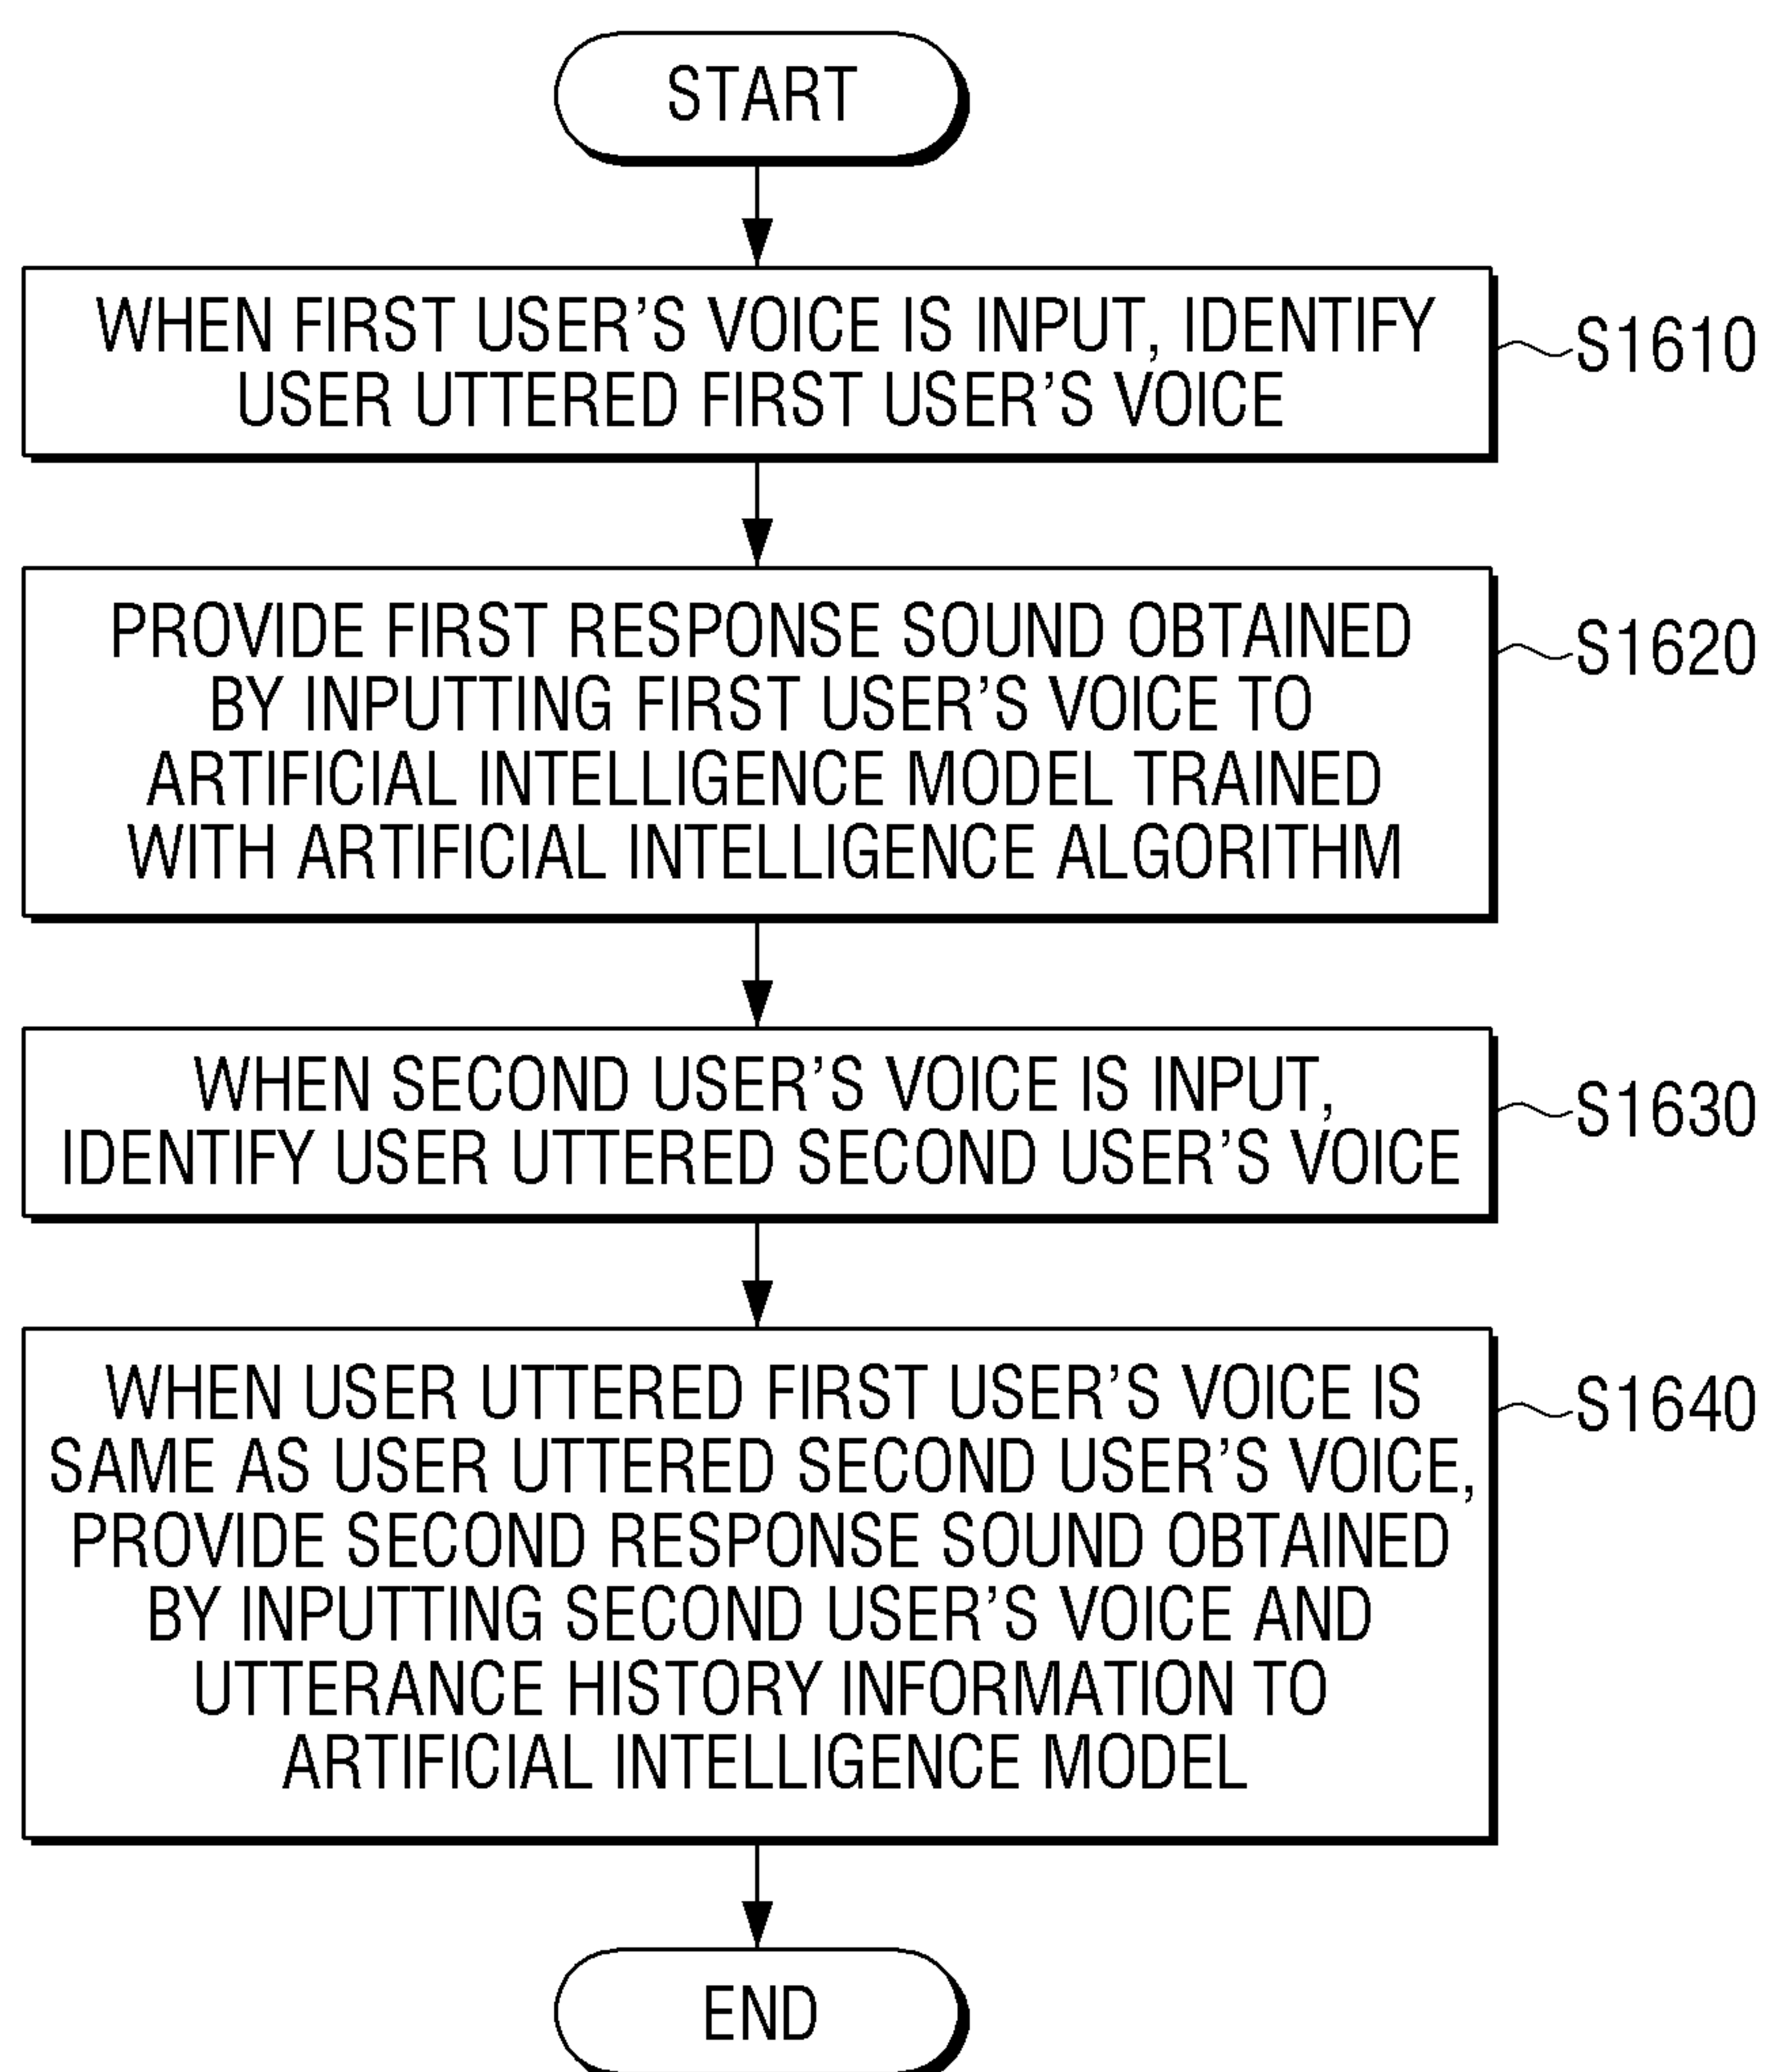 START
WHEN FIRST USER’S VOICE IS INPUT, IDENTIFY
USER UTTERED FIRST USER’S VOICE
S1610
PROVIDE FIRST RESPONSE SOUND OBTAINED
BY INPUTTING FIRST USER’S VOICE TO
ARTIFICIAL INTELLIGENCE MODEL TRAINED
WITH ARTIFICIAL INTELLIGENCE ALGORITHM
S1620
WHEN SECOND USER’S VOICE IS INPUT,
IDENTIFY USER UTTERED SECOND USER’S VOICE
S1630
WHEN USER UTTERED FIRST USER’S VOICE IS
SAME AS USER UTTERED SECOND USER’S VOICE,
PROVIDE SECOND RESPONSE SOUND OBTAINED
BY INPUTTING SECOND USER’S VOICE AND
UTTERANCE HISTORY INFORMATION TO
ARTIFICIAL INTELLIGENCE MODEL
S1640
END